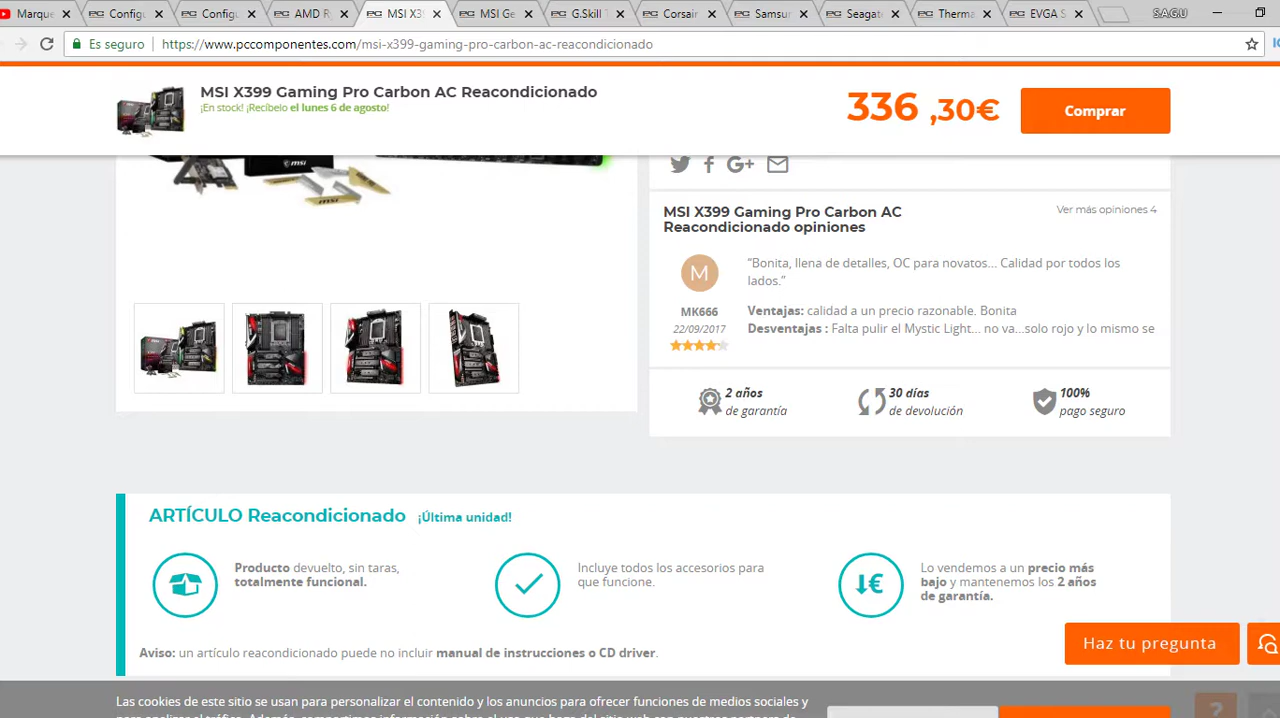 Marque
Configu
Configu
AMD R
MSI X3
MSI Ge
G.Skill T
Corsair
Samsur
Seagat
Therma
EVGA S
S.A.G.U
Es seguro
https://www.pccomponentes.com/msi-x399-gaming-pro-carbon-ac-reacondicionado
MSI X399 Gaming Pro Carbon AC Reacondicionado
¡En stock! ¡Recíbelo el lunes 6 de agosto!
336 ,30€
Comprar
msi
MSI X399 Gaming Pro Carbon AC
Reacondicionado opiniones
Ver más opiniones 4
M
MK666
22/09/2017
"Bonita, llena de detalles, OC para novatos... Calidad por todos los
lados."
Ventajas: calidad a un precio razonable. Bonita
Desventajas : Falta pulir el Mystic Light... no va...solo rojo y lo mismo se
2 años
de garantía
30 días
de devolución
100%
pago seguro
ARTÍCULO Reacondicionado ¡Última unidad!
Producto devuelto, sin taras,
totalmente funcional.
Incluye todos los accesorios para
que funcione.
Lo vendemos a un precio más
bajo y mantenemos los 2 años
de garantía.
Aviso: un artículo reacondicionado puede no incluir manual de instrucciones o CD driver.
Haz tu pregunta
Las cookies de este sitio se usan para personalizar el contenido y los anuncios para ofrecer funciones de medios sociales y